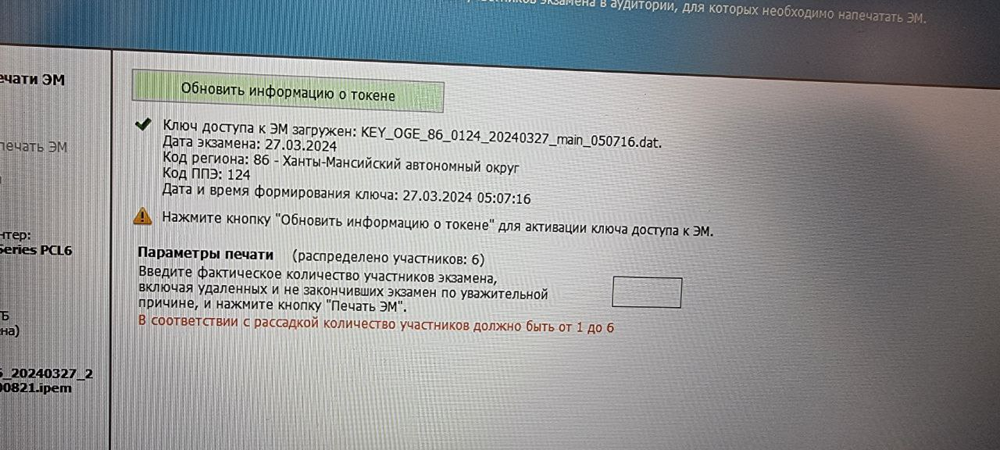 экзамена в аудитории, для которых необходимо напечатать ЭМ.
ечати ЭМ
Обновить информацию о токене
Ключ доступа к ЭМ загружен: KEY_OGE_86_0124_20240327_main_050716.dat.
Дата экзамена: 27.03.2024
печать ЭМ
Код региона: 86 - Ханты-Мансийский автономный округ
Код ППЭ: 124
Дата и время формирования ключа: 27.03.2024 05:07:16
Нажмите кнопку "Обновить информацию о токене" для активации ключа доступа к ЭМ.
нтер:
Series PCL6
Параметры печати (распределено участников: 6)
Введите фактическое количество участников экзамена,
включая удаленных и не закончивших экзамен по уважительной
причине, и нажмите кнопку "Печать ЭМ".
В соответствии с рассадкой количество участников должно быть от 1 до 6
ГБ
на)
_20240327_2
00821.ipem